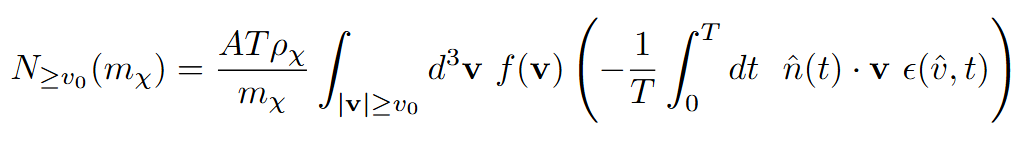 N_{\geq v_0}(m_\chi) = \frac{AT\rho_\chi}{m_\chi} \int_{|\mathbf{v}| \geq v_0} d^3\mathbf{v} \ f(\mathbf{v}) \left( -\frac{1}{T} \int_0^T dt \ \ \hat{n}(t) \cdot \mathbf{v} \ \epsilon(\hat{v}, t) \right)